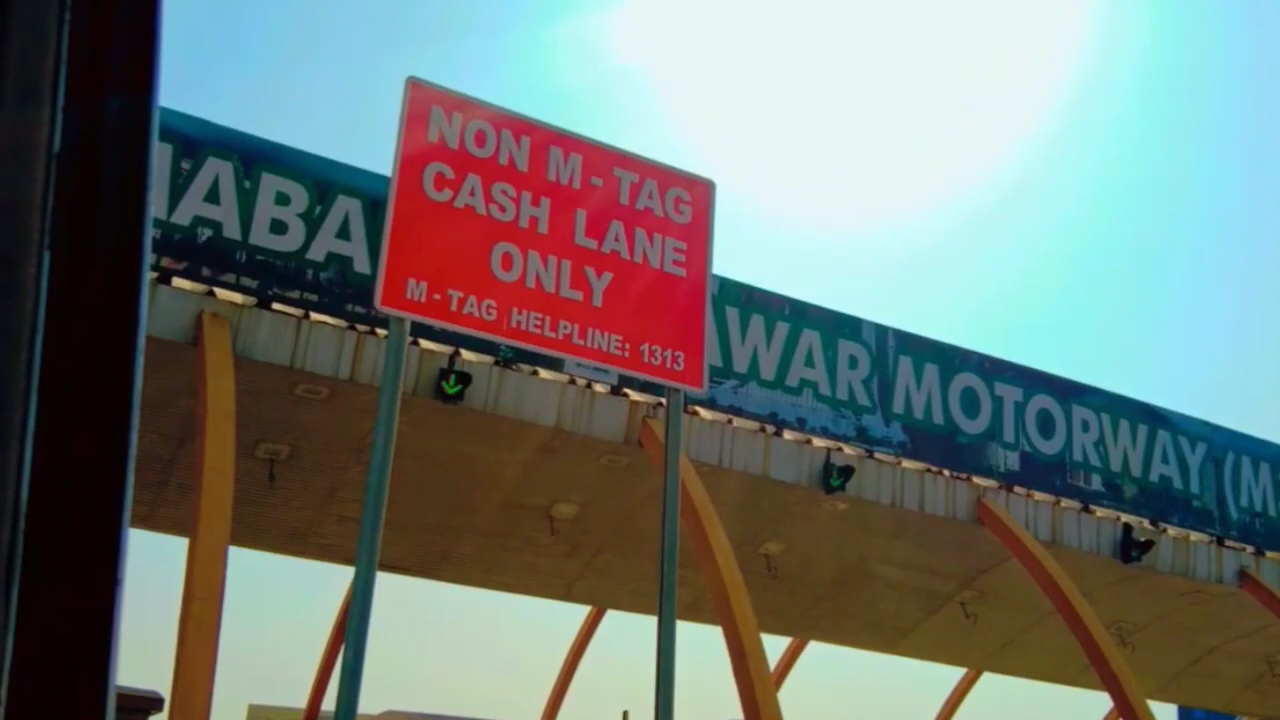 NON M-TAG
CASH LANE
ONLY
M-TAG HELPLINE: 1313
ABA
AWAR MOTORWAY (M